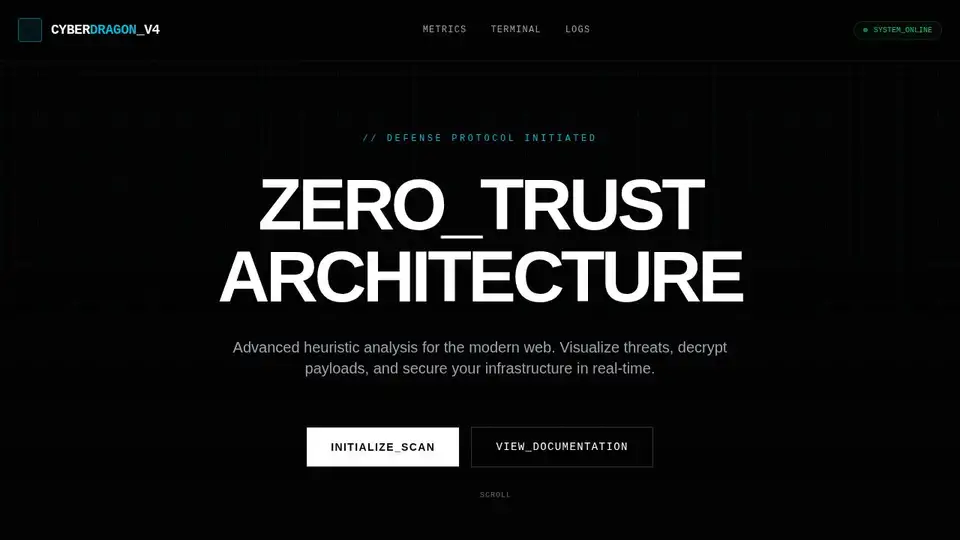 CYBERDRAGON_V4
METRICS
TERMINAL
LOGS
SYSTEM_ONLINE
// DEFENSE PROTOCOL INITIATED
ZERO_TRUST
ARCHITECTURE
Advanced heuristic analysis for the modern web. Visualize threats, decrypt
payloads, and secure your infrastructure in real-time.
INITIALIZE_SCAN
VIEW_DOCUMENTATION
SCROLL